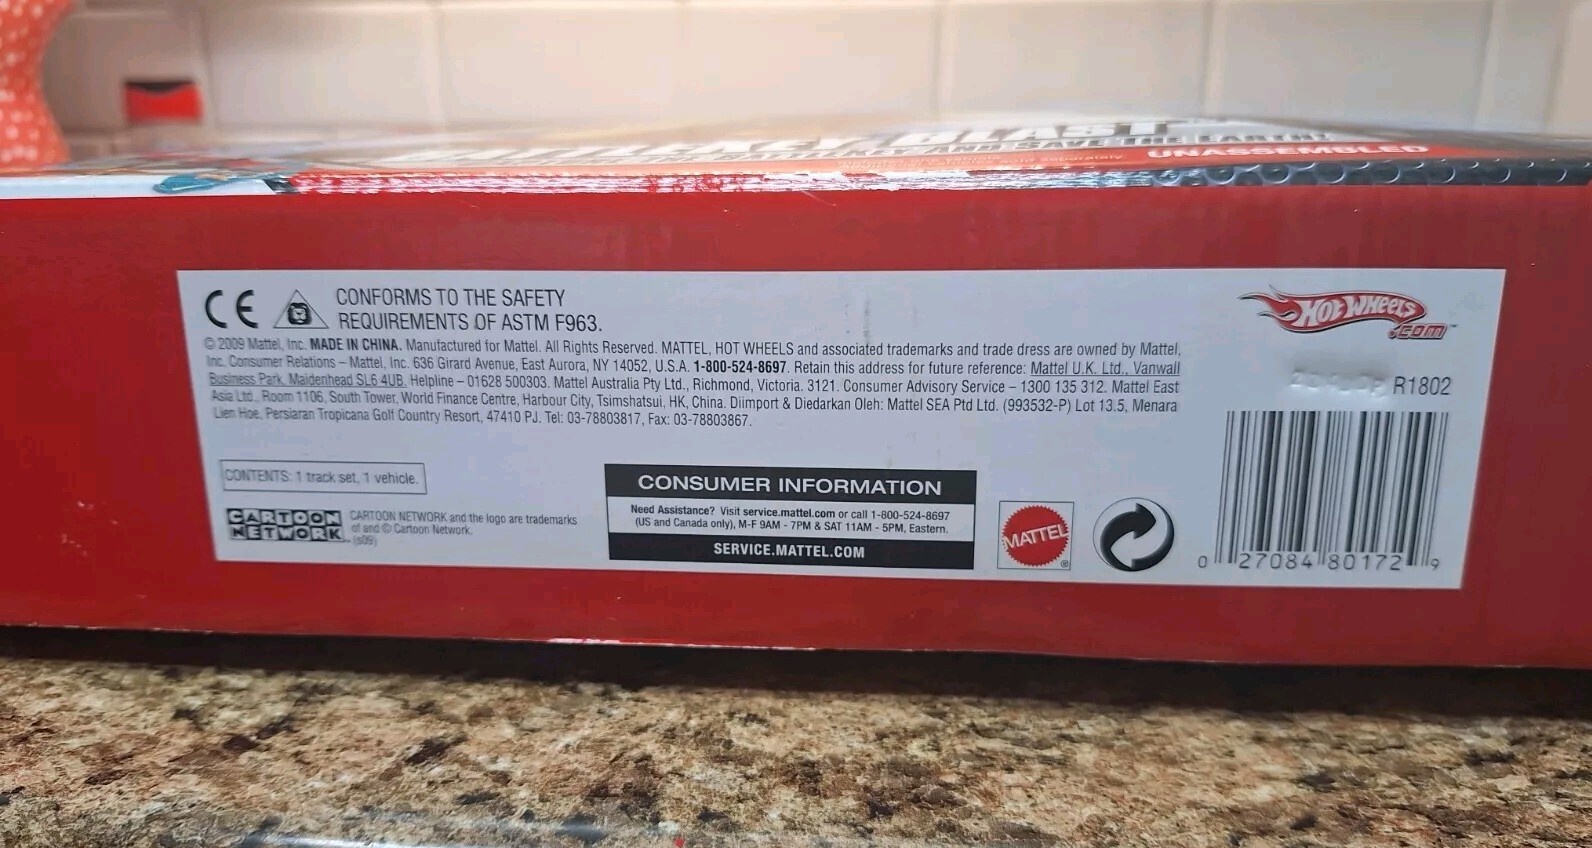 BLAST
AND SAVE THE EARTH!
sold separately.
UNASSEMBLED
CE
CONFORMS TO THE SAFETY
REQUIREMENTS OF ASTM F963.
© 2009 Mattel, Inc. MADE IN CHINA. Manufactured for Mattel. All Rights Reserved. MATTEL, HOT WHEELS and associated trademarks and trade dress are owned by Mattel,
Inc. Consumer Relations – Mattel, Inc. 636 Girard Avenue, East Aurora, NY 14052, U.S.A. 1-800-524-8697. Retain this address for future reference: Mattel U.K. Ltd., Vanwall
Business Park, Maidenhead SL6 4UB. Helpline – 01628 500303. Mattel Australia Pty Ltd., Richmond, Victoria. 3121. Consumer Advisory Service – 1300 135 312. Mattel East
Asia Ltd., Room 1106, South Tower, World Finance Centre, Harbour City, Tsimshatsui, HK, China. Diimport & Diedarkan Oleh: Mattel SEA Ptd Ltd. (993532-P) Lot 13.5, Menara
Lien Hoe, Persiaran Tropicana Golf Country Resort, 47410 PJ. Tel: 03-78803817, Fax: 03-78803867.
CONTENTS: 1 track set, 1 vehicle.
CARTOON
NETWORK
CARTOON NETWORK and the logo are trademarks
of and © Cartoon Network.
(s09)
CONSUMER INFORMATION
Need Assistance? Visit service.mattel.com or call 1-800-524-8697
(US and Canada only), M-F 9AM - 7PM & SAT 11AM - 5PM, Eastern.
SERVICE.MATTEL.COM
MATTEL®
HOT WHEELS
.COM™
R1802
0 27084 80172 9